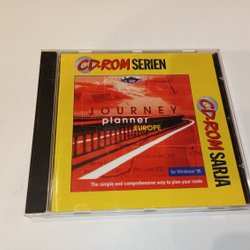 CD-ROM SERIEN
JOURNEY
planner
EUROPE
for Windows® 95
The simple and comprehensive way to plan your route
CD-ROM SARJA